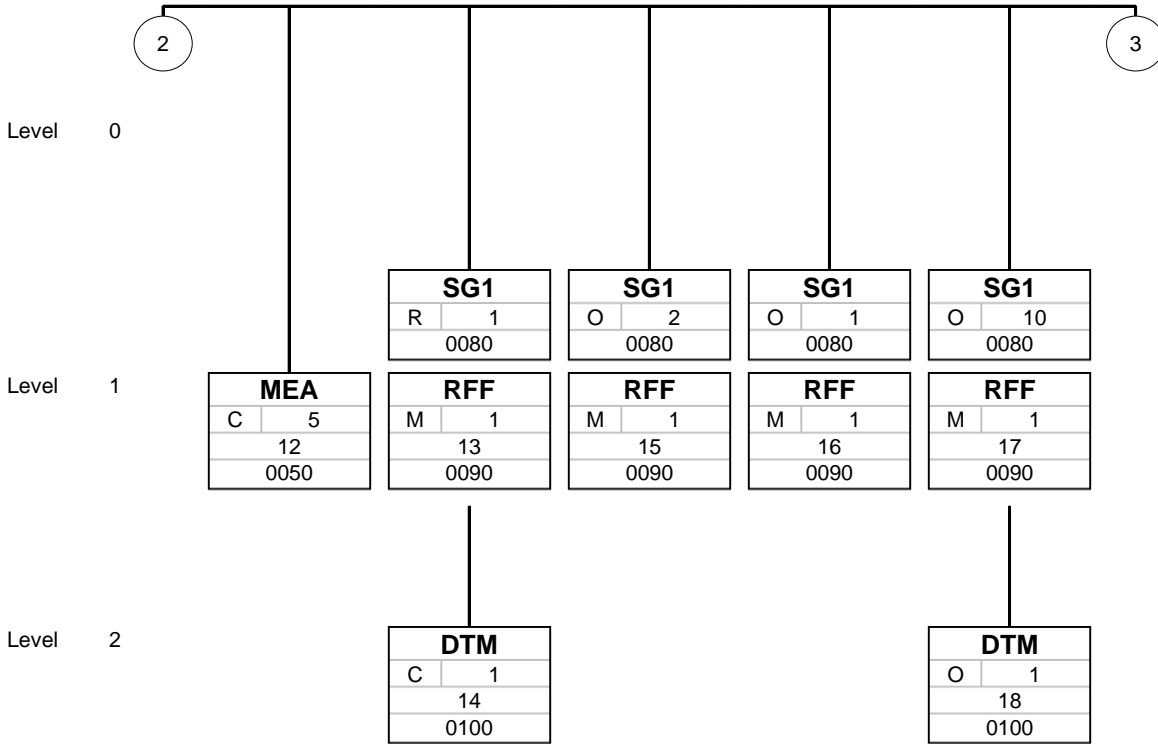 2 3
Level 0
SG1 SG1 SG1 SG1
R 1 O 2 O 1 O 10
0080 0080 0080 0080
Level 1
MEA RFF RFF RFF RFF
C 5 M 1 M 1 M 1 M 1
12 13 15 16 17
0050 0090 0090 0090 0090
Level 2
DTM DTM
C 1 O 1
14 18
0100 0100